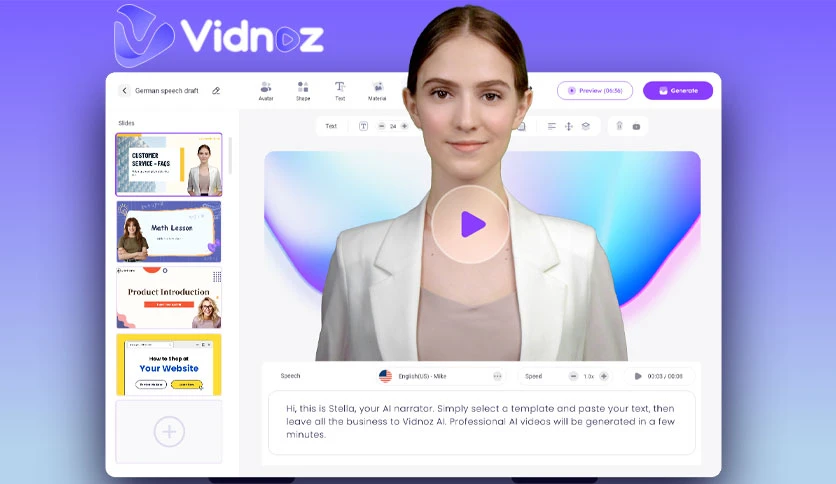 Vidnoz
German speech draft
Avatar
Shape
Text
Material
Preview (06:36)
Generate
Slides
Text
24
CUSTOMER
SERVICE - FAQS
Math Lesson
Product Introduction
How to Shop at
Your Website
Speech
English(US) - Mike
Speed
1.0x
00:03 / 00:08
Hi, this is Stella, your AI narrator. Simply select a template and paste your text, then
leave all the business to Vidnoz AI. Professional AI videos will be generated in a few
minutes.